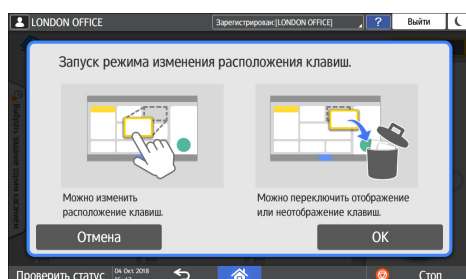 LONDON OFFICE
Зарегистрирован:[LONDON OFFICE]
?
Выйти
Запуск режима изменения расположения клавиш.
Можно изменить
расположение клавиш.
Можно переключить отображение
или неотображение клавиш.
Отмена
OK
Проверить статус
04 Окт. 2018
Стоп